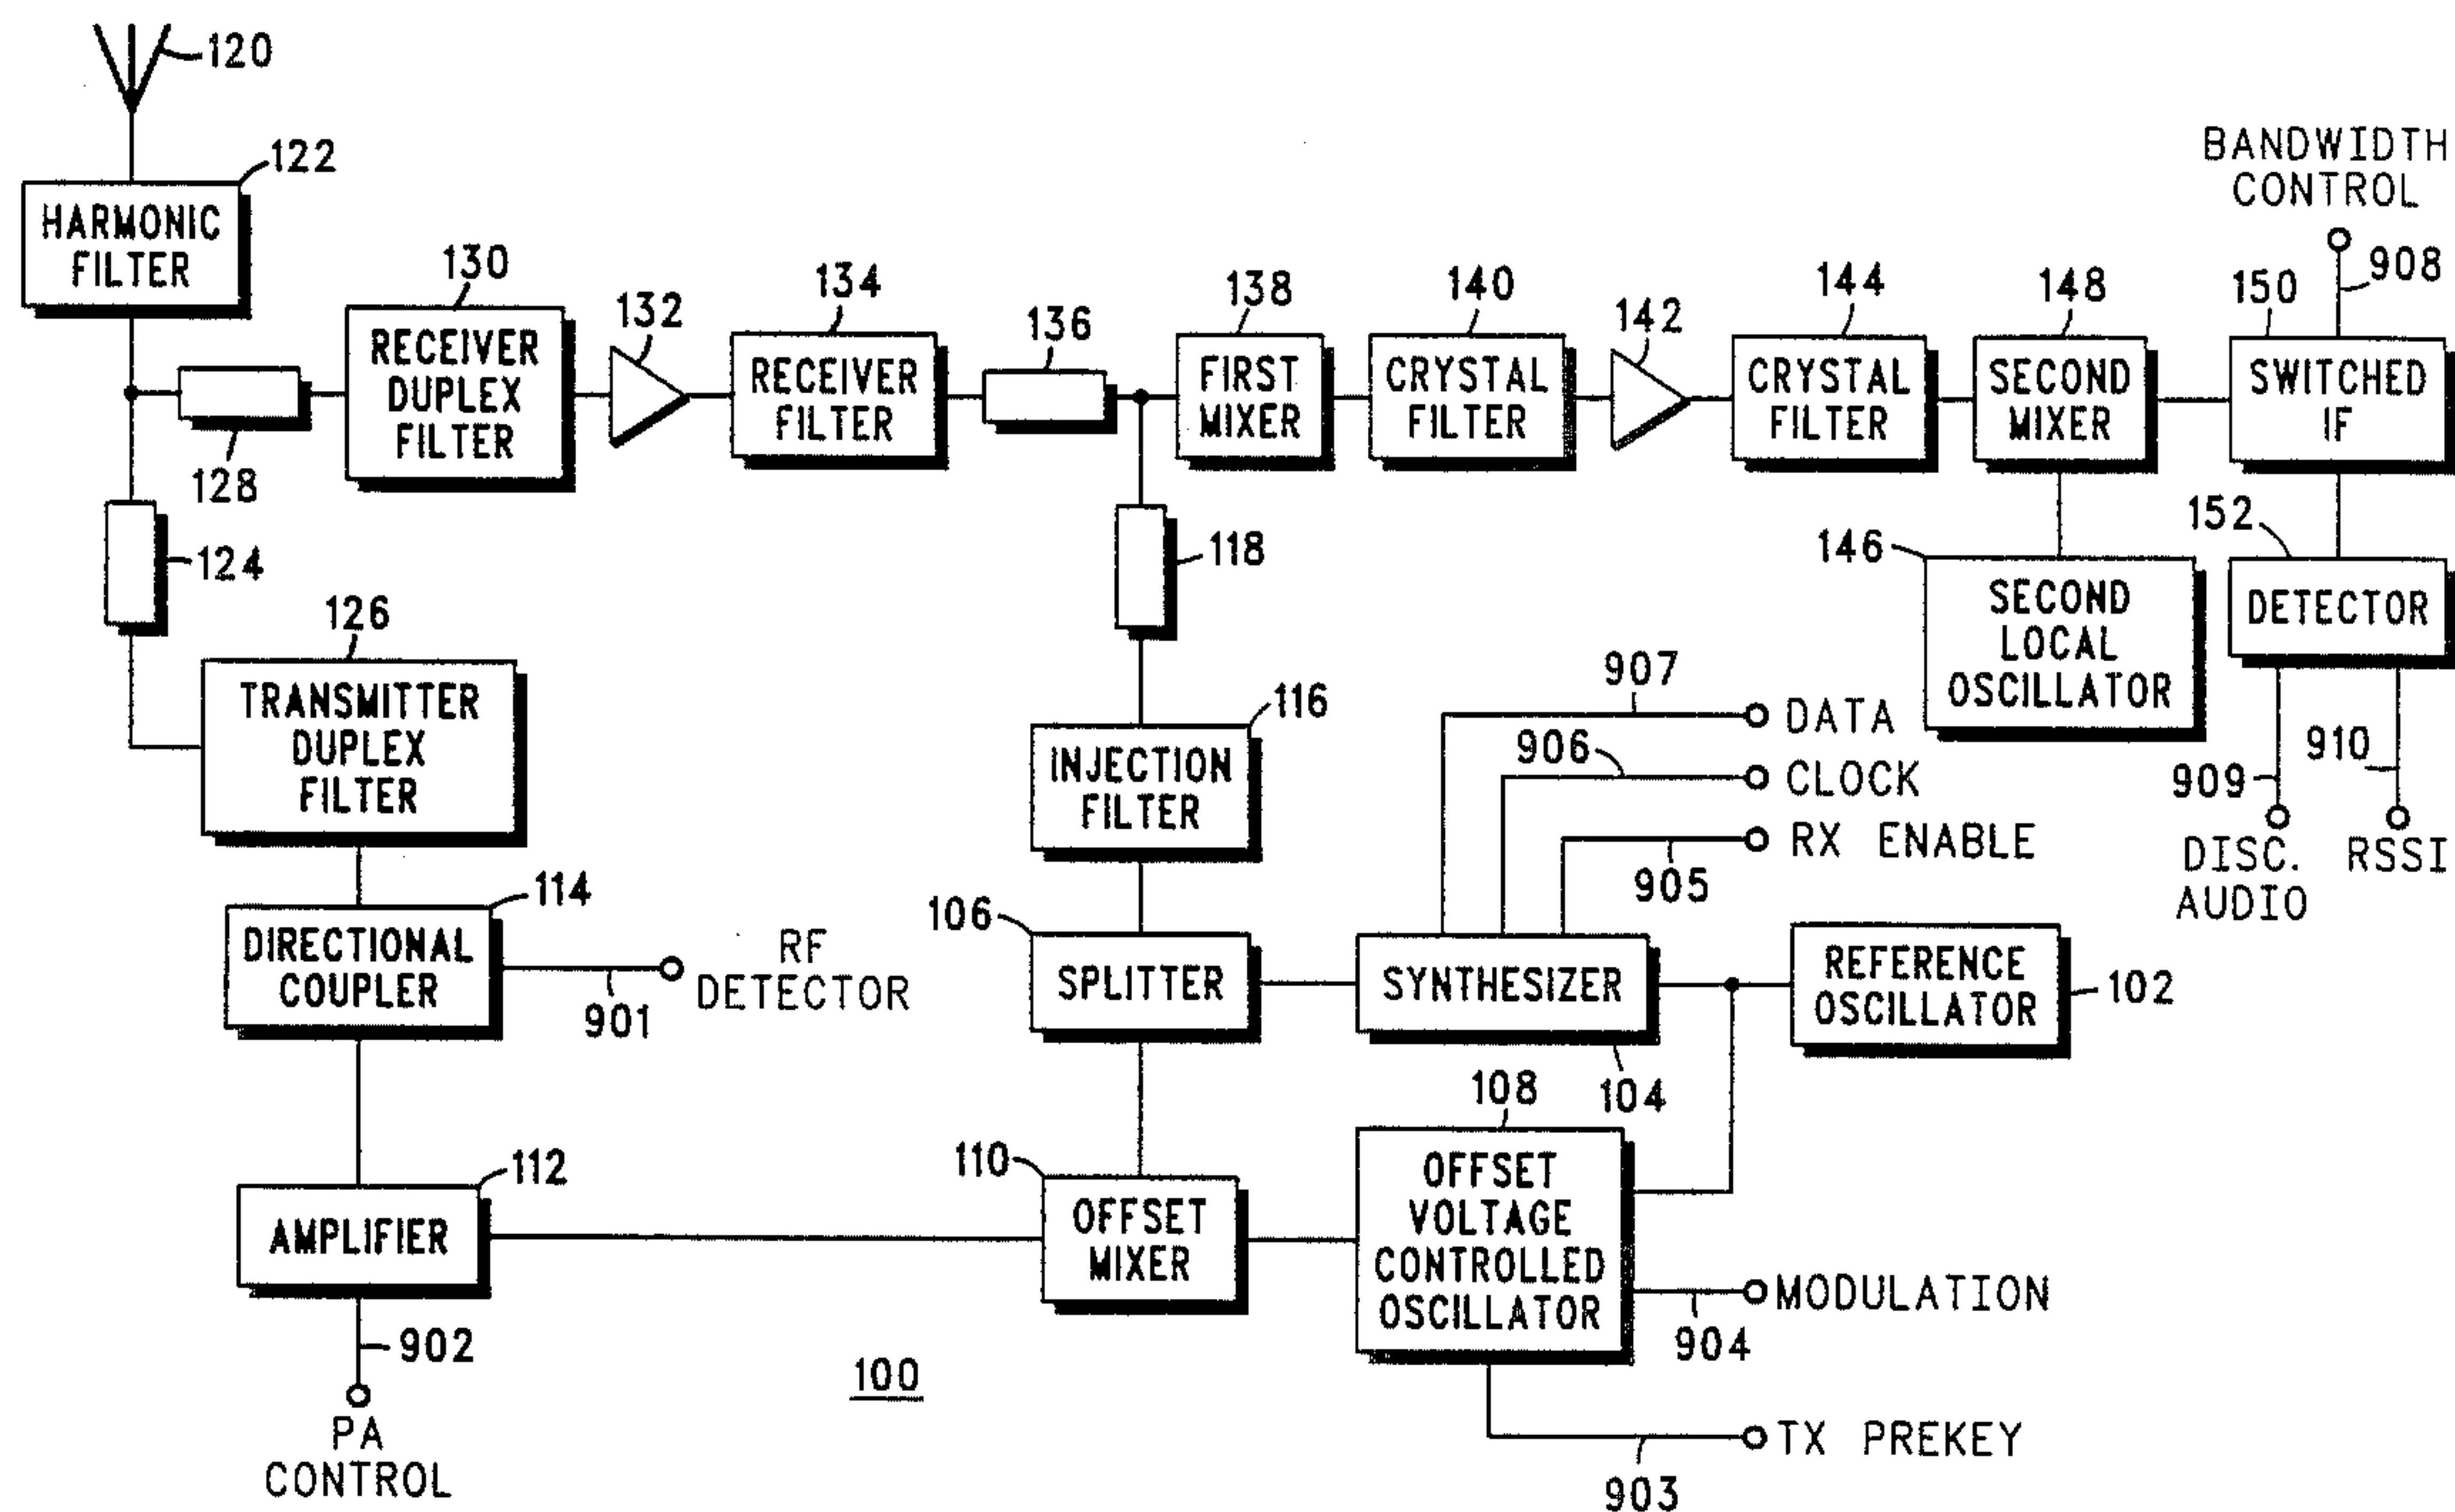 120
122
HARMONIC
FILTER
BANDWIDTH
CONTROL
908
130
RECEIVER
DUPLEX
FILTER
132
134
RECEIVER
FILTER
136
138
FIRST
MIXER
140
CRYSTAL
FILTER
142
144
CRYSTAL
FILTER
148
SECOND
MIXER
150
SWITCHED
IF
128
124
118
146
SECOND
LOCAL
OSCILLATOR
152
DETECTOR
126
TRANSMITTER
DUPLEX
FILTER
116
INJECTION
FILTER
907
DATA
906
CLOCK
905
RX ENABLE
909
910
DISC.
AUDIO
RSSI
114
DIRECTIONAL
COUPLER
901
RF
DETECTOR
106
SPLITTER
SYNTHESIZER
104
REFERENCE
OSCILLATOR
102
112
AMPLIFIER
110
OFFSET
MIXER
108
OFFSET
VOLTAGE
CONTROLLED
OSCILLATOR
MODULATION
904
902
PA
CONTROL
100
TX PREKEY
903